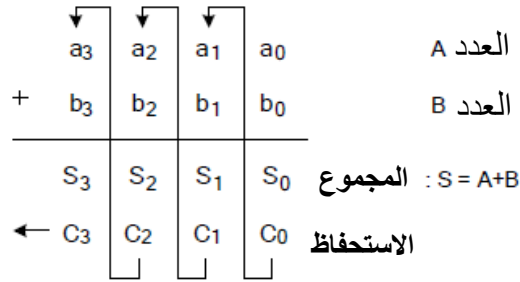 a3 a2 a1 a0 العدد A
+ b3 b2 b1 b0 العدد B
S3 S2 S1 S0 المجموع : S = A+B
C3 C2 C1 C0 الاستحفاظ